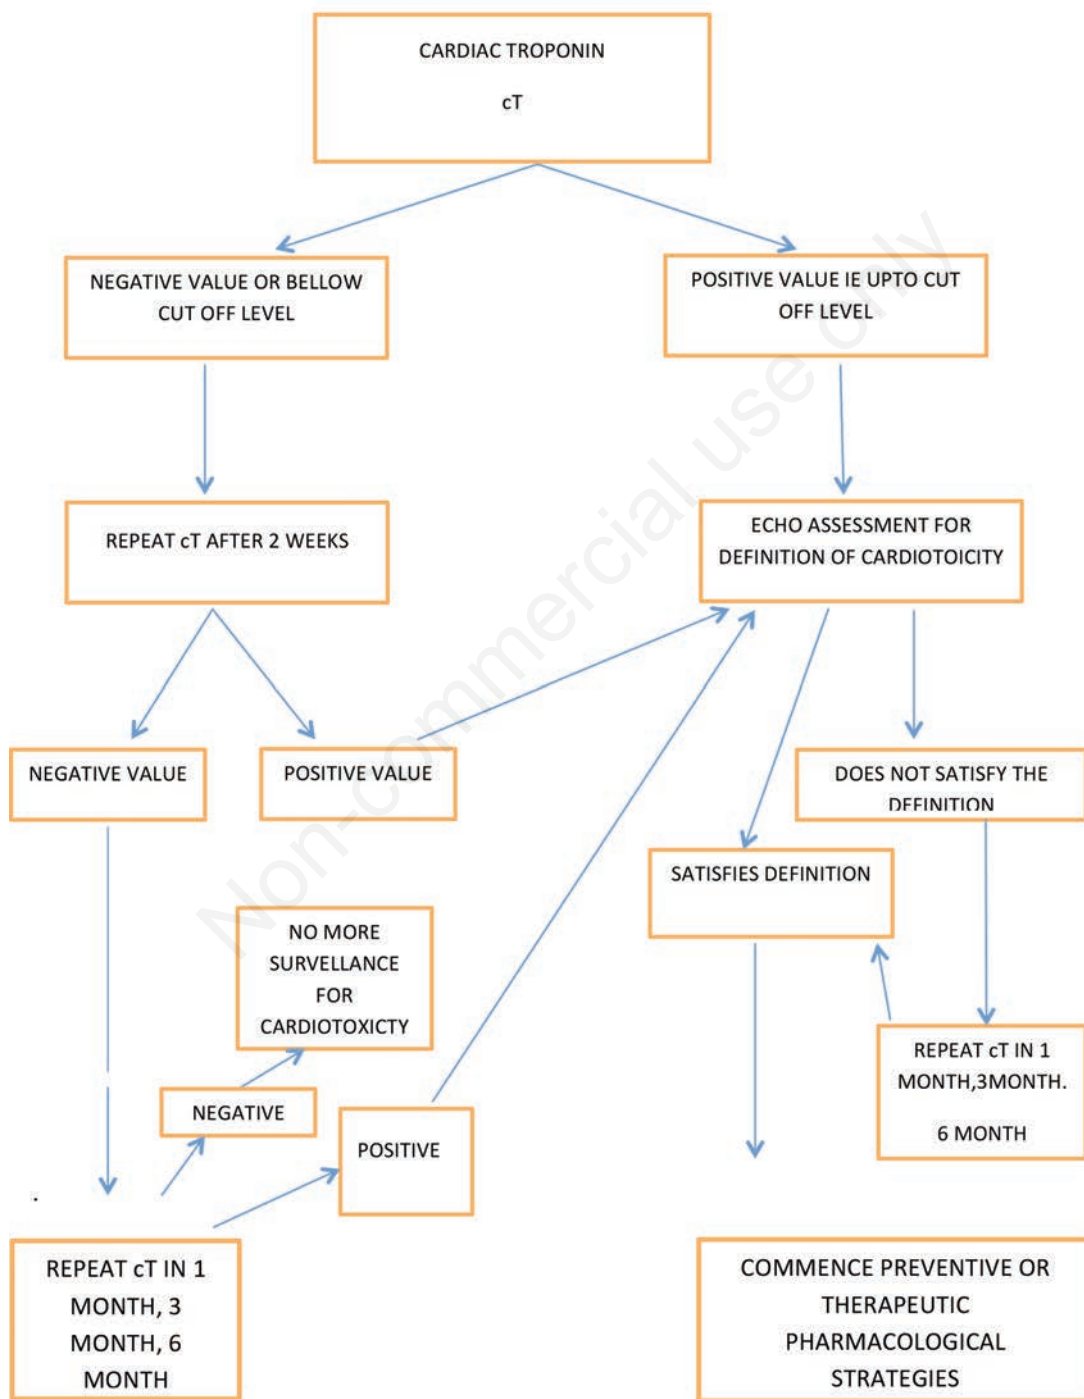 CARDIAC TROPONIN
cT
NEGATIVE VALUE OR BELLOW
CUT OFF LEVEL
POSITIVE VALUE IE UPTO CUT
OFF LEVEL
REPEAT cT AFTER 2 WEEKS
ECHO ASSESSMENT FOR
DEFINITION OF CARDIOTOICITY
NEGATIVE VALUE
POSITIVE VALUE
DOES NOT SATISFY THE
DEFINITION
SATISFIES DEFINITION
NO MORE
SURVELLANCE
FOR
CARDIOTOXICTY
REPEAT cT IN 1
MONTH,3MONTH.
6 MONTH
NEGATIVE
POSITIVE
.
REPEAT cT IN 1
MONTH, 3
MONTH, 6
MONTH
COMMENCE PREVENTIVE OR
THERAPEUTIC
PHARMACOLOGICAL
STRATEGIES
Non-commercial use only